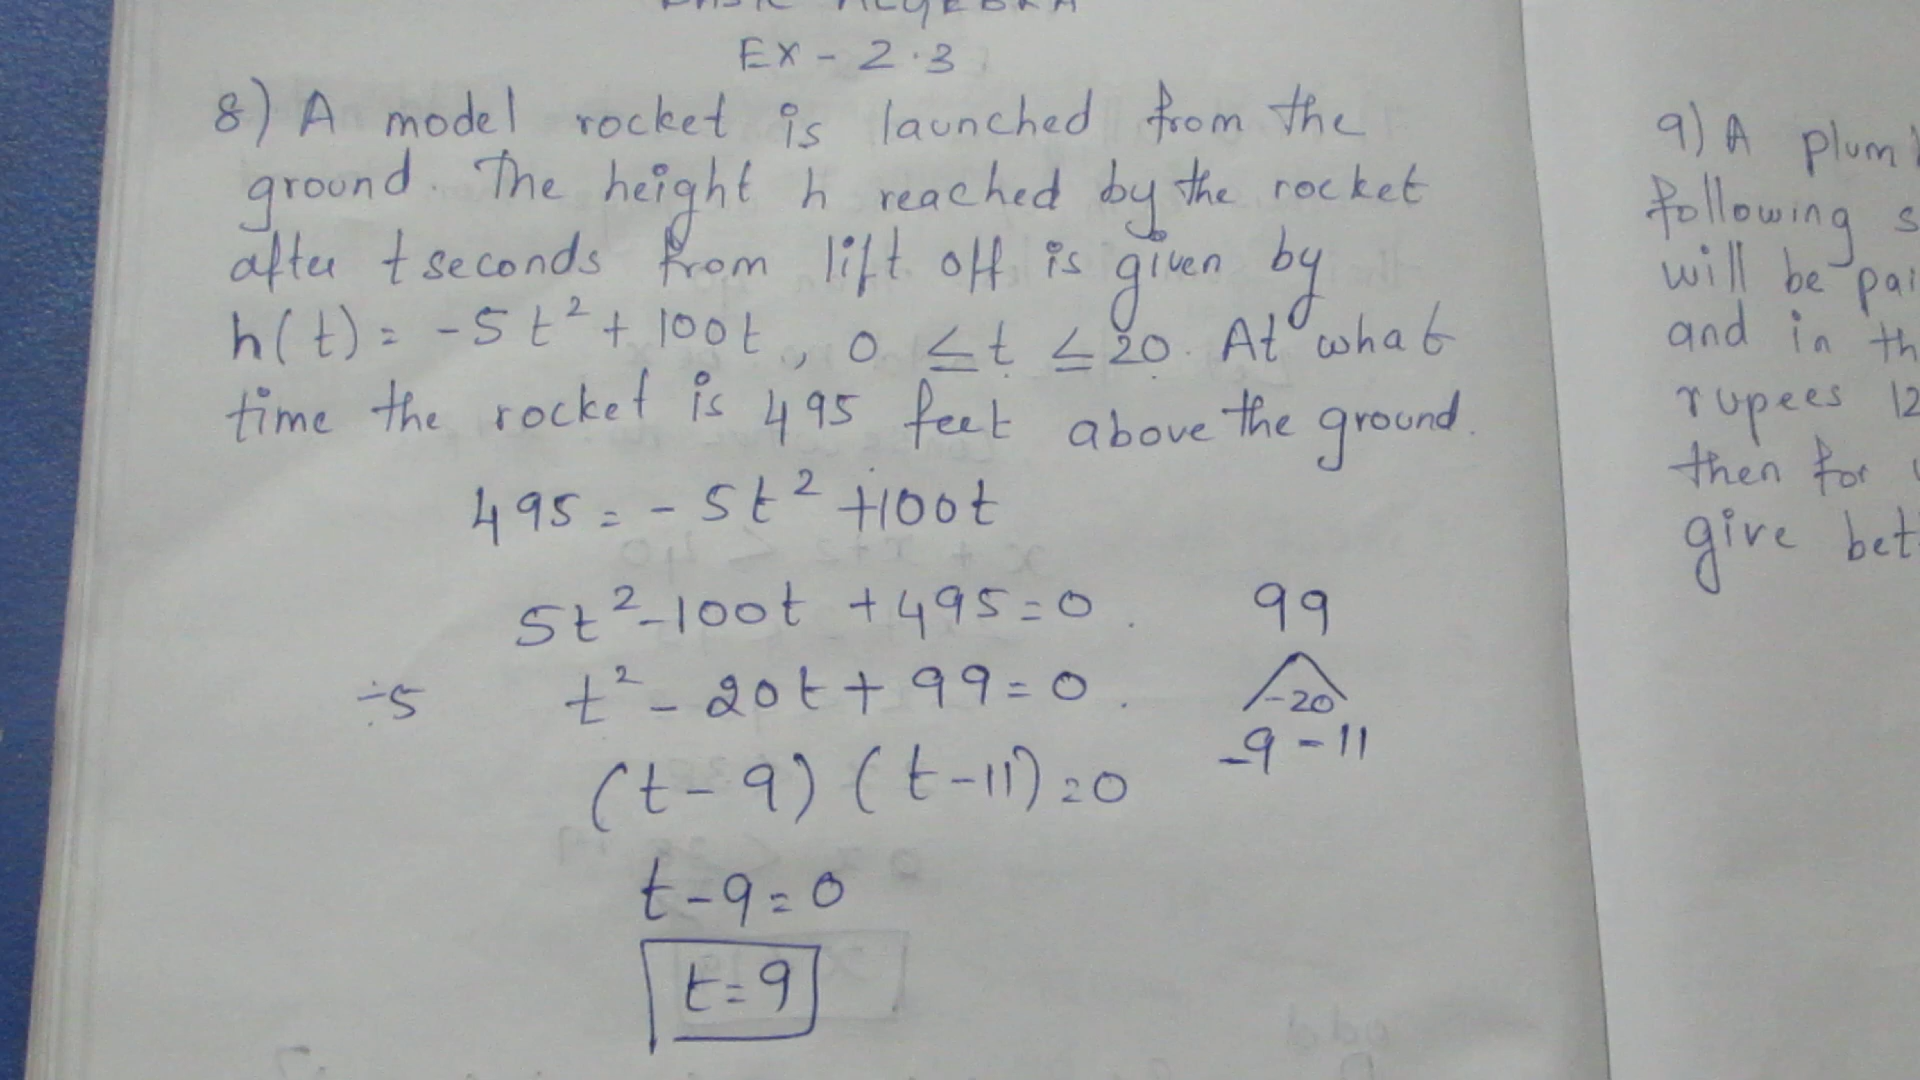 EX - 2.3
8) A model rocket is launched from the
ground. The height h reached by the rocket
after t seconds from lift off is given by
h(t) = -5t² + 100t, 0 ≤ t ≤ 20. At what
time the rocket is 495 feet above the ground.
495 = -5t² + 100t
5t² - 100t + 495 = 0.
÷5 t² - 20t + 99 = 0.
(t - 9) (t - 11) = 0
t - 9 = 0
t = 9
99
-20
-9 -11
9) A
following
will be
and in
rupees 12
then for
give